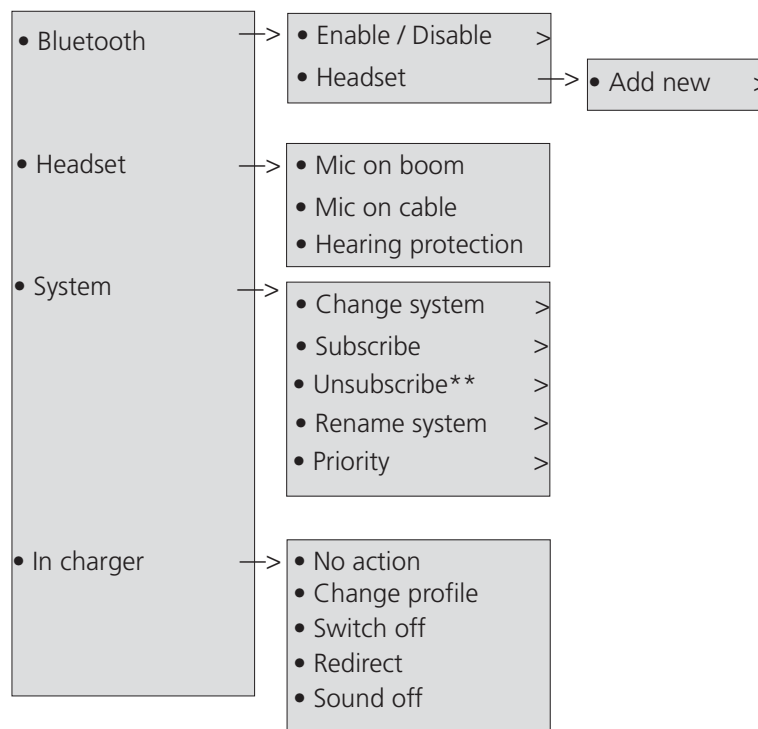 • Bluetooth —> • Enable / Disable >
• Headset —> • Add new >
• Headset —> • Mic on boom
• Mic on cable
• Hearing protection
• System —> • Change system >
• Subscribe >
• Unsubscribe** >
• Rename system >
• Priority >
• In charger —> • No action
• Change profile
• Switch off
• Redirect
• Sound off